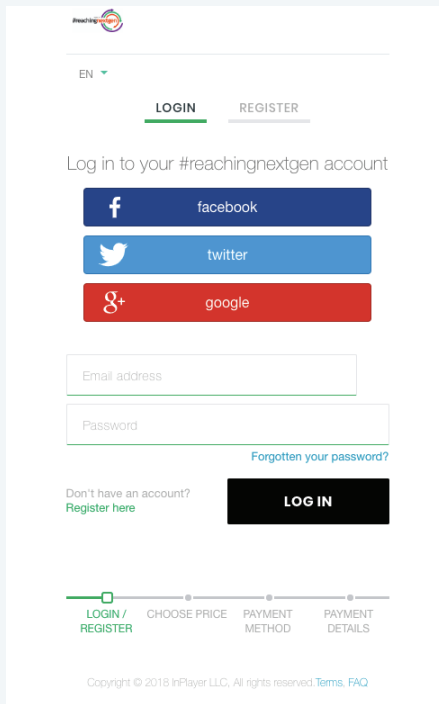 #reachingnextgen
EN
LOGIN REGISTER
Log in to your #reachingnextgen account
facebook
twitter
g+ google
Email address
Password
Forgotten your password?
Don't have an account?
Register here
LOG IN
LOGIN / REGISTER
CHOOSE PRICE
PAYMENT METHOD
PAYMENT DETAILS
Copyright © 2018 InPlayer LLC, All rights reserved.Terms. FAQ